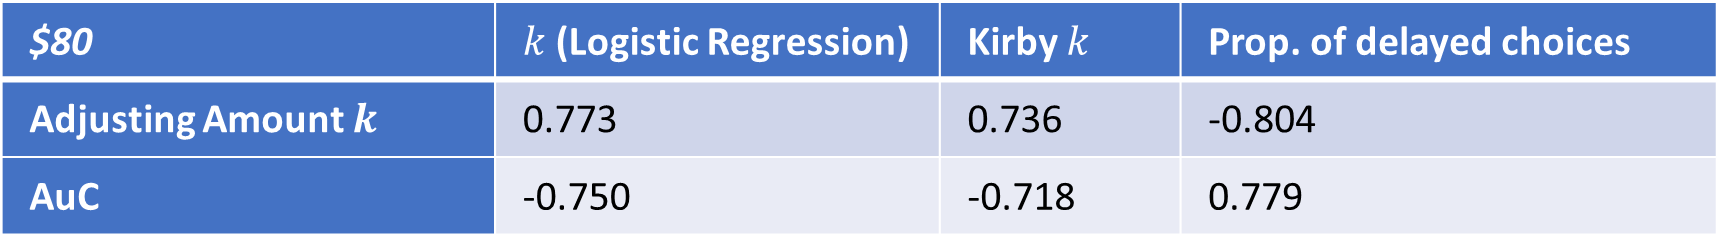 $80 k (Logistic Regression) Kirby k Prop. of delayed choices
Adjusting Amount k 0.773 0.736 -0.804
AuC -0.750 -0.718 0.779